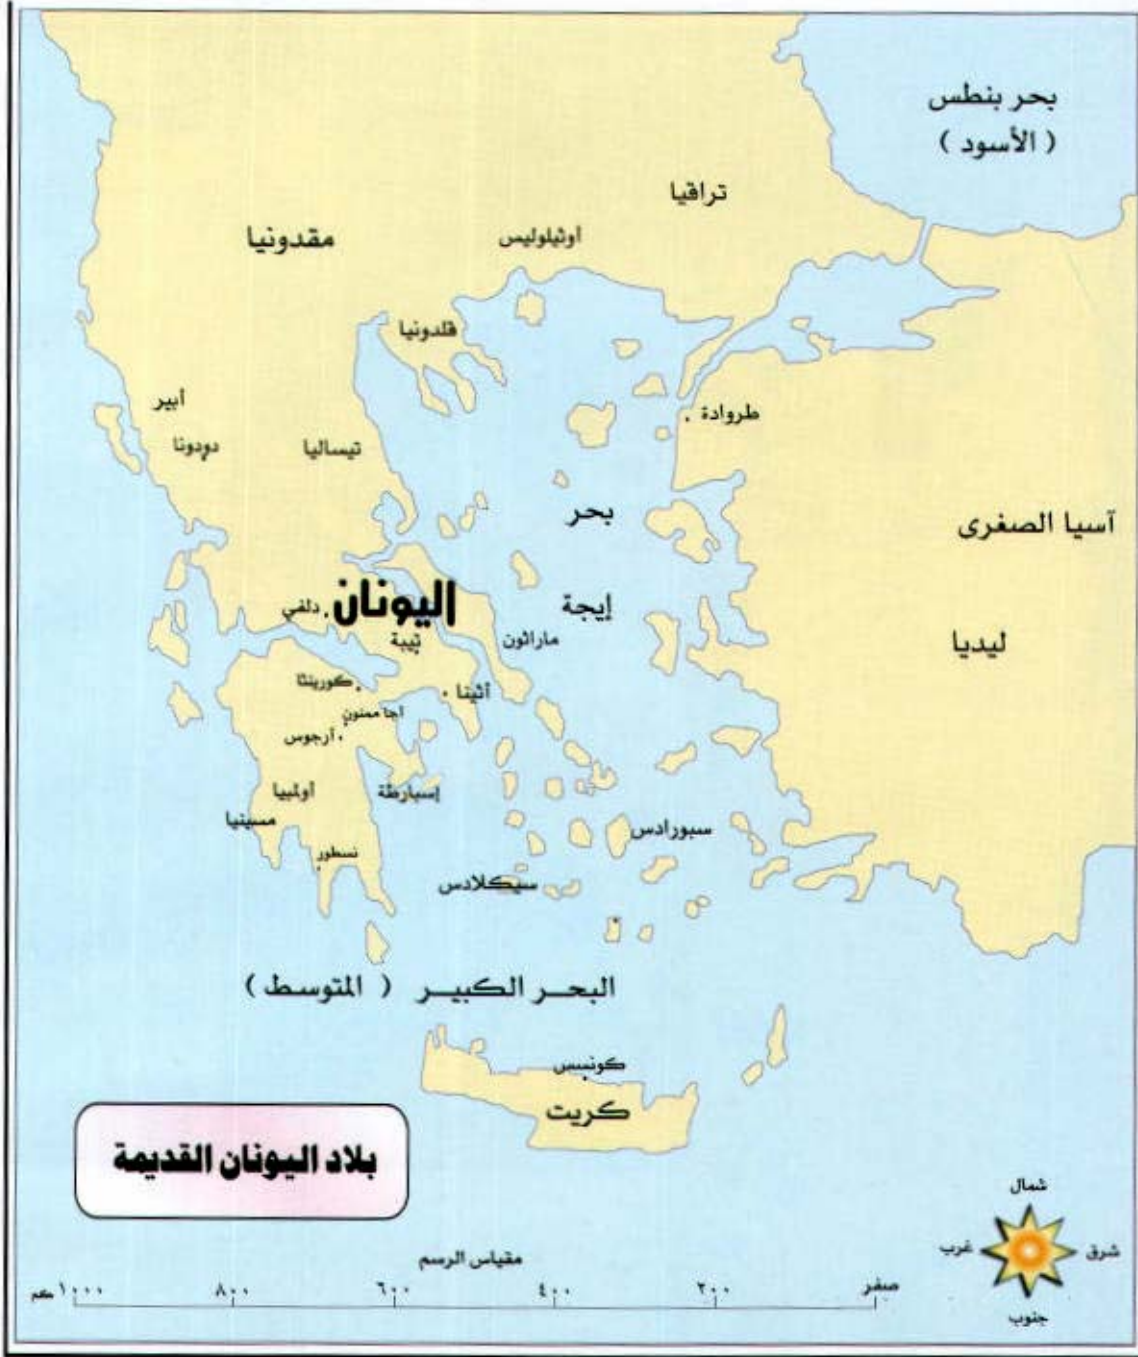 بحر بنطس
( الأسود )
تراقيا
أوثيلوليس
مقدونيا
قلدونيا
أبير
طروادة
دودونا
تيساليا
بحر
آسيا الصغرى
إيجة
اليونان
دلفي
ثيبة
ماراثون
ليديا
كورينثا
أثينا
اجا ممنون
أرجوس
أولمبيا
إسبارطة
مسينيا
سبورادس
نسطور
سيكلادس
البحر الكبير ( المتوسط )
كونسس
كريت
بلاد اليونان القديمة
شمال
شرق
غرب
جنوب
مقياس الرسم
صفر ٢٠٠ ٤٠٠ ٦٠٠ ٨٠٠ ١٠٠٠ كم